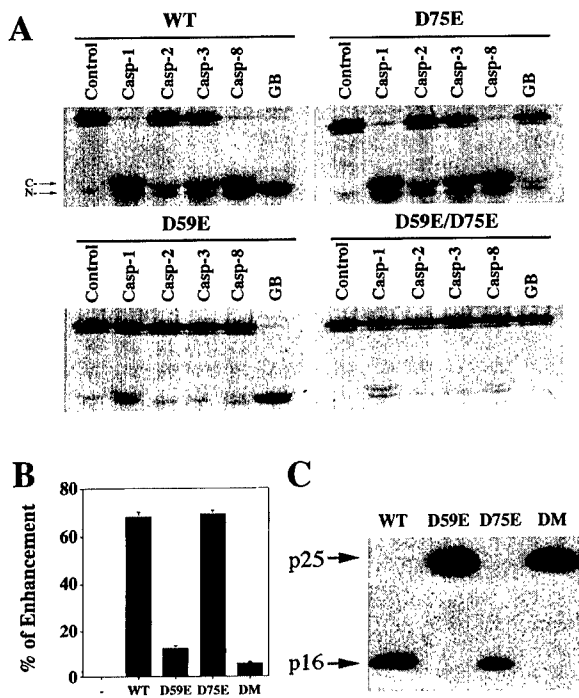 A
WT
D75E
Control Casp-1 Casp-2 Casp-3 Casp-8 GB
Control Casp-1 Casp-2 Casp-3 Casp-8 GB
C
N
D59E
D59E/D75E
Control Casp-1 Casp-2 Casp-3 Casp-8 GB
Control Casp-1 Casp-2 Casp-3 Casp-8 GB
B
% of Enhancement
80
60
40
20
0
- WT D59E D75E DM
C
WT D59E D75E DM
p25
p16